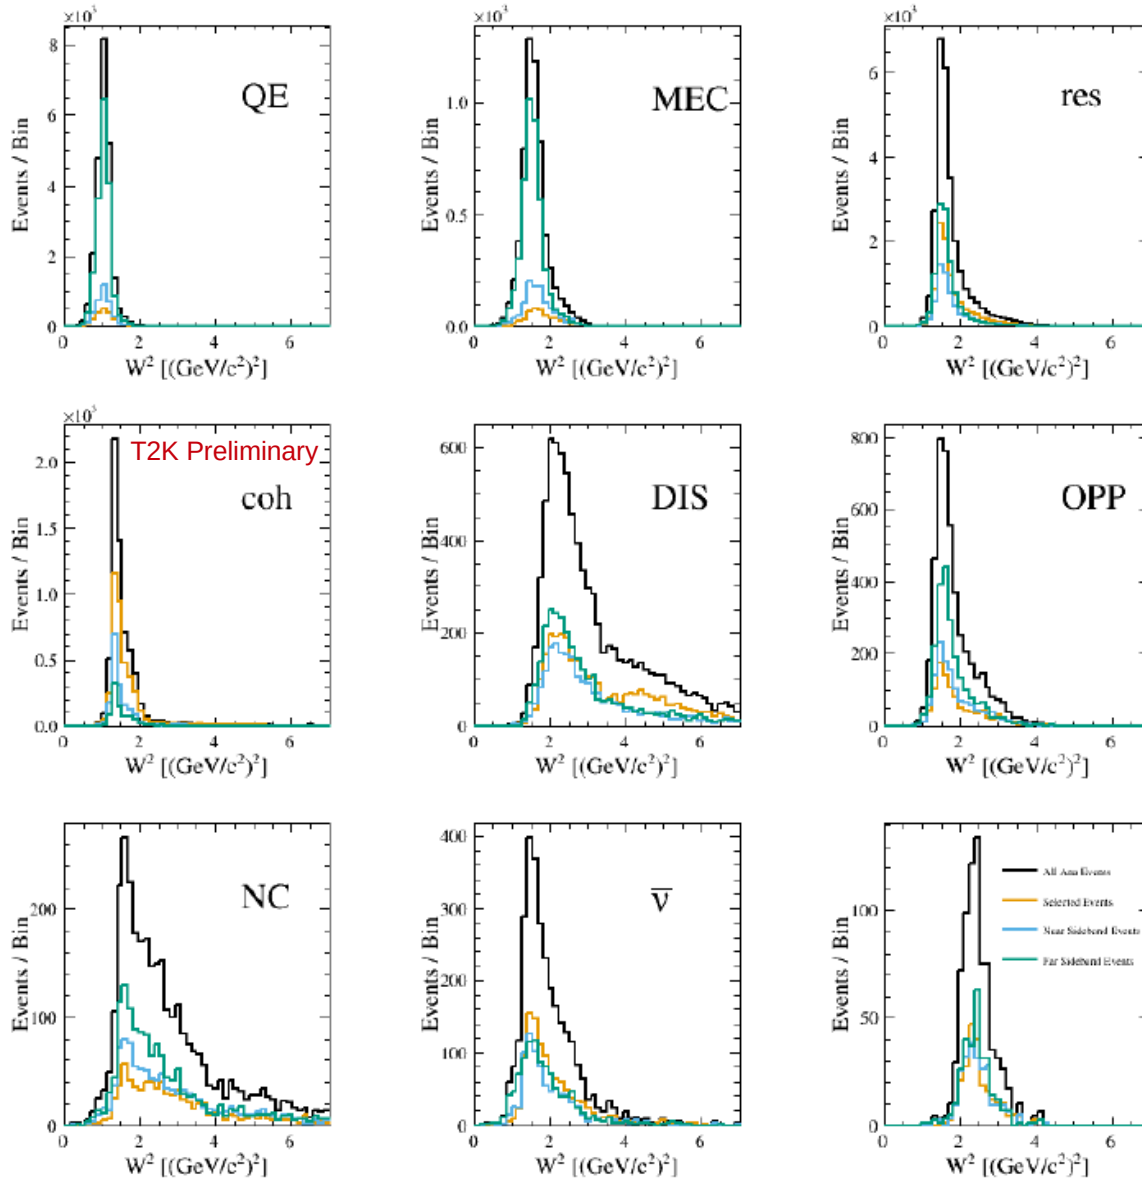 ×10³ ×10³ ×10³
8 QE 1.0 MEC 6 res
6 4
4 0.5 2
2
0 0.0 0
Events / Bin Events / Bin Events / Bin
0 2 4 6 0 2 4 6 0 2 4 6
W² [(GeV/c²)²] W² [(GeV/c²)²] W² [(GeV/c²)²]
×10³
T2K Preliminary
2.0 coh 600 DIS 800 OPP
1.5 400 600
1.0 400
0.5 200 200
0.0 0 0
Events / Bin Events / Bin Events / Bin
0 2 4 6 0 2 4 6 0 2 4 6
W² [(GeV/c²)²] W² [(GeV/c²)²] W² [(GeV/c²)²]
400
200 NC 300 ν̅ 100
200
100 100 50
0 0 0
Events / Bin Events / Bin Events / Bin
All Ana Events
Selected Events
Near Sideband Events
Far Sideband Events
0 2 4 6 0 2 4 6 0 2 4 6
W² [(GeV/c²)²] W² [(GeV/c²)²] W² [(GeV/c²)²]